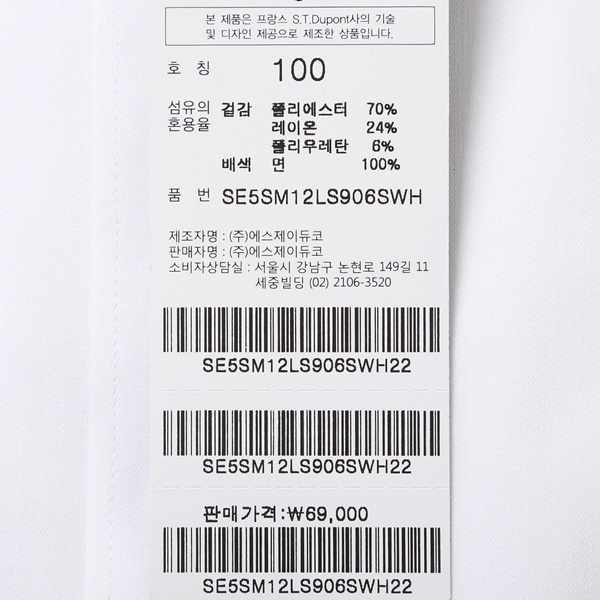 본 제품은 프랑스 S.T.Dupont사의 기술
및 디자인 제공으로 제조한 상품입니다.
호 칭 100
섬유의 혼용율 겉감 폴리에스터 70%
레이온 24%
폴리우레탄 6%
배색 면 100%
품 번 SE5SM12LS906SWH
제조자명 : (주)에스제이듀코
판매자명 : (주)에스제이듀코
소비자상담실 : 서울시 강남구 논현로 149길 11
세중빌딩 (02) 2106-3520
SE5SM12LS906SWH22
SE5SM12LS906SWH22
판매가격:₩69,000
SE5SM12LS906SWH22